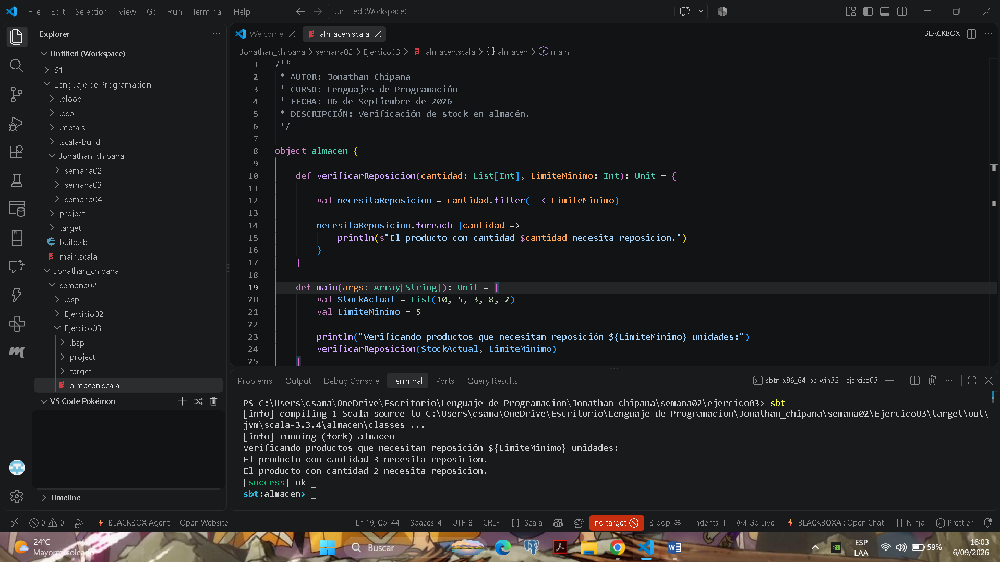 File Edit Selection View Go Run Terminal Help
Untitled (Workspace)
Explorer
Untitled (Workspace)
S1
Lenguaje de Programacion
.bloop
.bsp
.metals
.scala-build
Jonathan_chipana
semana02
semana03
semana04
project
target
build.sbt
main.scala
Jonathan_chipana
semana02
.bsp
Ejercicio02
Ejercico03
.bsp
project
target
almacen.scala
VS Code Pokémon
Timeline
Welcome
almacen.scala
BLACKBOX
Jonathan_chipana > semana02 > Ejercico03 > almacen.scala > {} almacen > main
1 /**
2 * AUTOR: Jonathan Chipana
3 * CURSO: Lenguajes de Programación
4 * FECHA: 06 de Septiembre de 2026
5 * DESCRIPCIÓN: Verificación de stock en almacén.
6 */
7
8 object almacen {
9
10 def verificarReposicion(cantidad: List[Int], LimiteMinimo: Int): Unit = {
11
12 val necesitaReposicion = cantidad.filter(_ < LimiteMinimo)
13
14 necesitaReposicion.foreach {cantidad =>
15 println(s"El producto con cantidad $cantidad necesita reposicion.")
16 }
17 }
18
19 def main(args: Array[String]): Unit = {
20 val StockActual = List(10, 5, 3, 8, 2)
21 val LimiteMinimo = 5
22
23 println("Verificando productos que necesitan reposición ${LimiteMinimo} unidades:")
24 verificarReposicion(StockActual, LimiteMinimo)
25 }
Problems Output Debug Console Terminal Ports Query Results
sbtn-x86_64-pc-win32 - ejercico03
PS C:\Users\csama\OneDrive\Escritorio\Lenguaje de Programacion\Jonathan_chipana\semana02\ejercico03> sbt
[info] compiling 1 Scala source to C:\Users\csama\OneDrive\Escritorio\Lenguaje de Programacion\Jonathan_chipana\semana02\Ejercico03\target\out\
jvm\scala-3.3.4\almacen\classes ...
[info] running (fork) almacen
Verificando productos que necesitan reposición ${LimiteMinimo} unidades:
El producto con cantidad 3 necesita reposicion.
El producto con cantidad 2 necesita reposicion.
[success] ok
sbt:almacen>
0 0 BLACKBOX Agent Open Website Ln 19, Col 44 Spaces: 4 UTF-8 CRLF {} Scala no target Bloop Indents: 1 Go Live BLACKBOXAI: Open Chat Ninja Prettier
24°C
Mayorm. soleado
Buscar
ESP
LAA
59%
16:03
6/09/2026